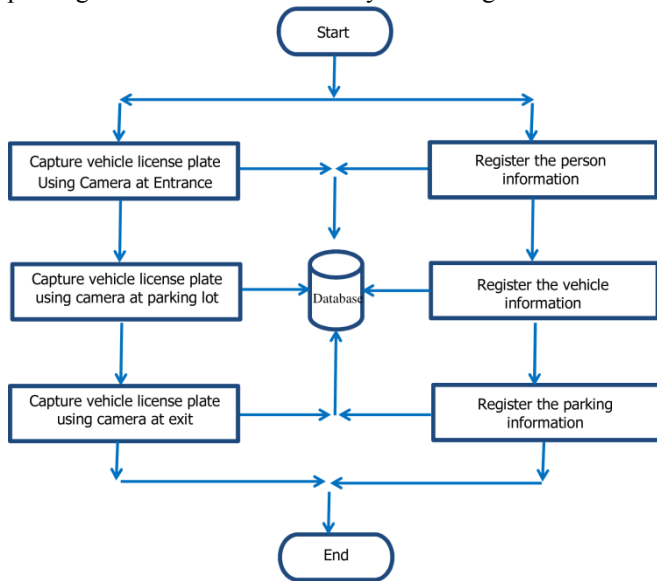 Start
Capture vehicle license plate
Using Camera at Entrance
Register the person
information
Capture vehicle license plate
using camera at parking lot
Database
Register the vehicle
information
Capture vehicle license plate
using camera at exit
Register the parking
information
End